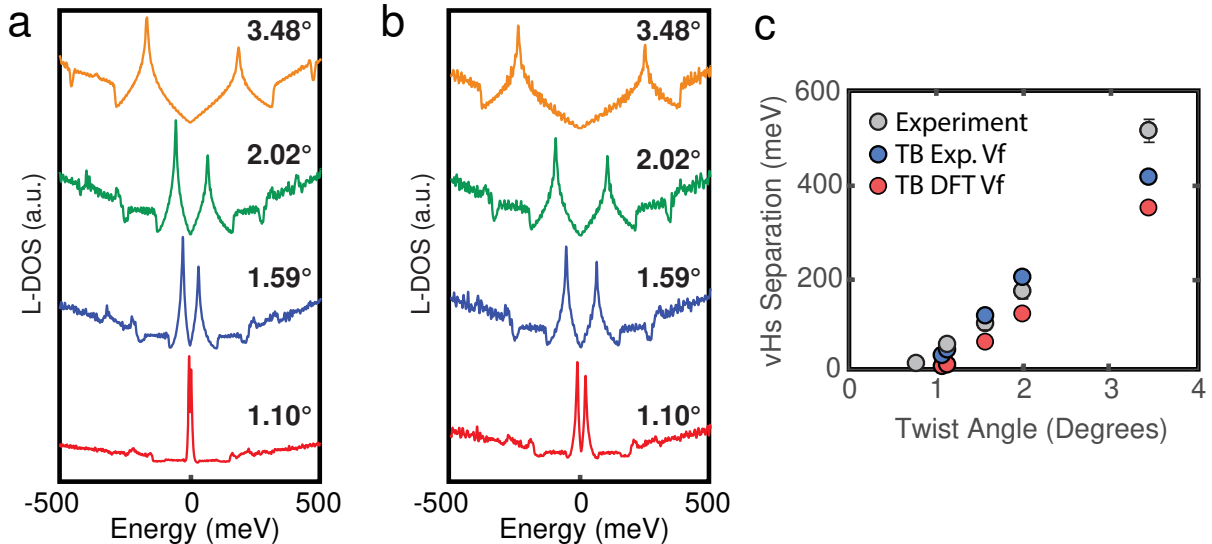 a
3.48°
2.02°
1.59°
1.10°
L-DOS (a.u.)
-500
0
500
Energy (meV)
b
3.48°
2.02°
1.59°
1.10°
L-DOS (a.u.)
-500
0
500
Energy (meV)
c
600
400
200
0
vHs Separation (meV)
Experiment
TB Exp. Vf
TB DFT Vf
0
1
2
3
4
Twist Angle (Degrees)